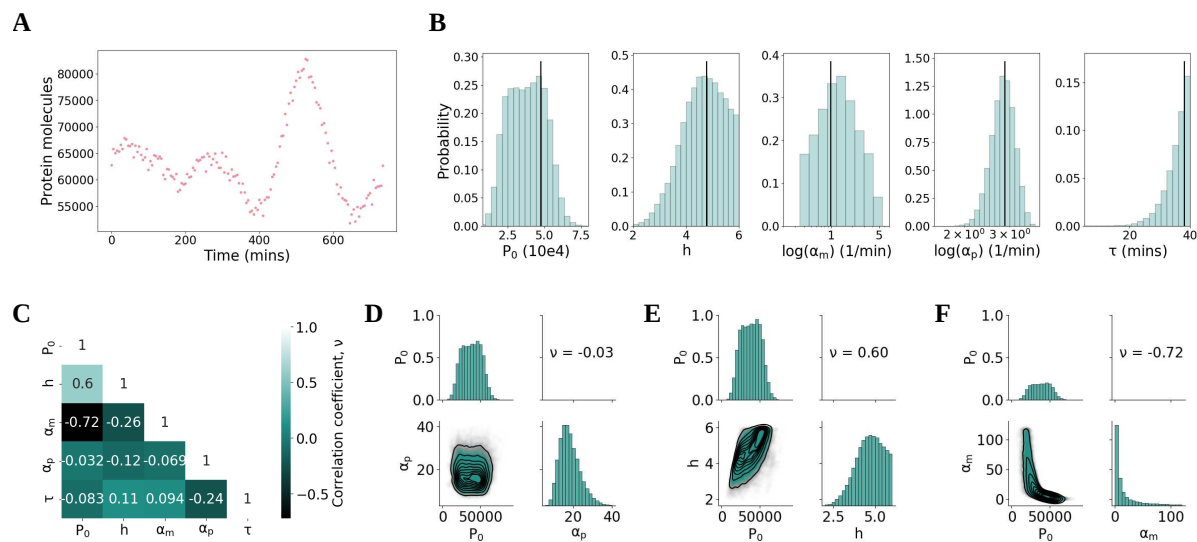 A
B
Protein molecules
80000
75000
70000
65000
60000
55000
0
200
400
600
Time (mins)
Probability
0.30
0.25
0.20
0.15
0.10
0.05
0.00
2.5
5.0
7.5
P₀ (10e4)
0.5
0.4
0.3
0.2
0.1
0.0
2
4
6
h
0.4
0.3
0.2
0.1
0.0
1
5
log(αₘ) (1/min)
1.50
1.25
1.00
0.75
0.50
0.25
0.00
2 × 10⁰ 3 × 10⁰
log(αₚ) (1/min)
0.15
0.10
0.05
0.00
20
40
τ (mins)
C
P₀
1
h
0.6
1
αₘ
-0.72
-0.26
1
αₚ
-0.032
-0.12
-0.069
1
τ
-0.083
0.11
0.094
-0.24
1
P₀
h
αₘ
αₚ
τ
1.0
0.5
0.0
−0.5
Correlation coefficient, ν
D
P₀
1.0
0.5
0.0
ν = -0.03
αₚ
40
20
0
50000
P₀
20
40
αₚ
E
P₀
1.0
0.5
0.0
ν = 0.60
h
6
4
2
0
50000
P₀
2.5
5.0
h
F
P₀
1.0
0.5
0.0
ν = -0.72
αₘ
100
50
0
0
50000
P₀
0
100
αₘ